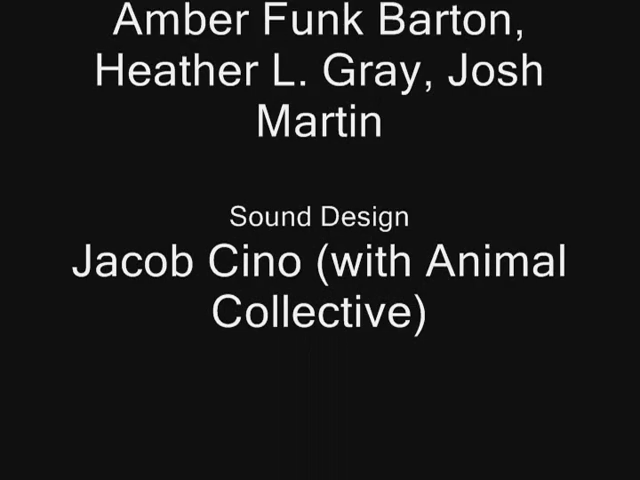 Amber Funk Barton,
Heather L. Gray, Josh
Martin
Sound Design
Jacob Cino (with Animal
Collective)